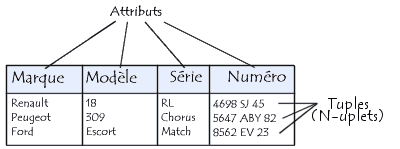 Attributs
Marque Modèle Série Numéro
Renault 18 RL 4698 SJ 45
Peugeot 309 Chorus 5647 ABY 82
Ford Escort Match 8562 EV 23
Tuples
(N-uplets)